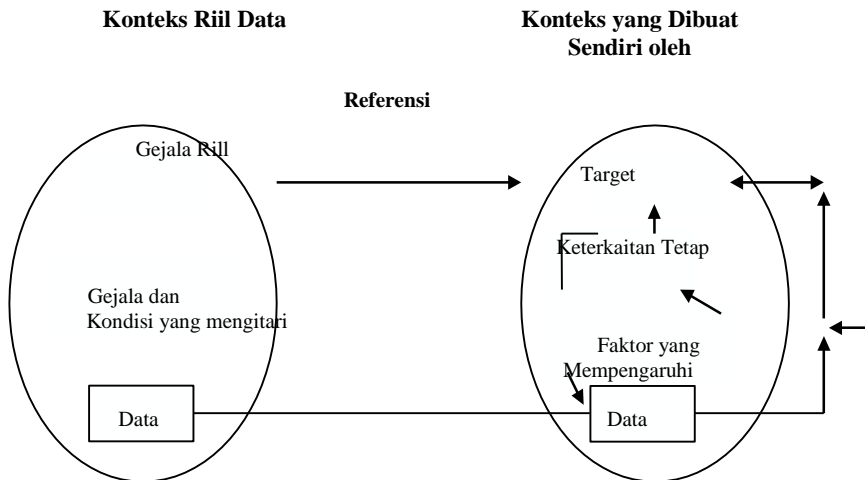 Konteks Riil Data
Konteks yang Dibuat
Sendiri oleh
Referensi
Gejala Rill
Target
Keterkaitan Tetap
Gejala dan
Kondisi yang mengitari
Faktor yang
Mempengaruhi
Data
Data